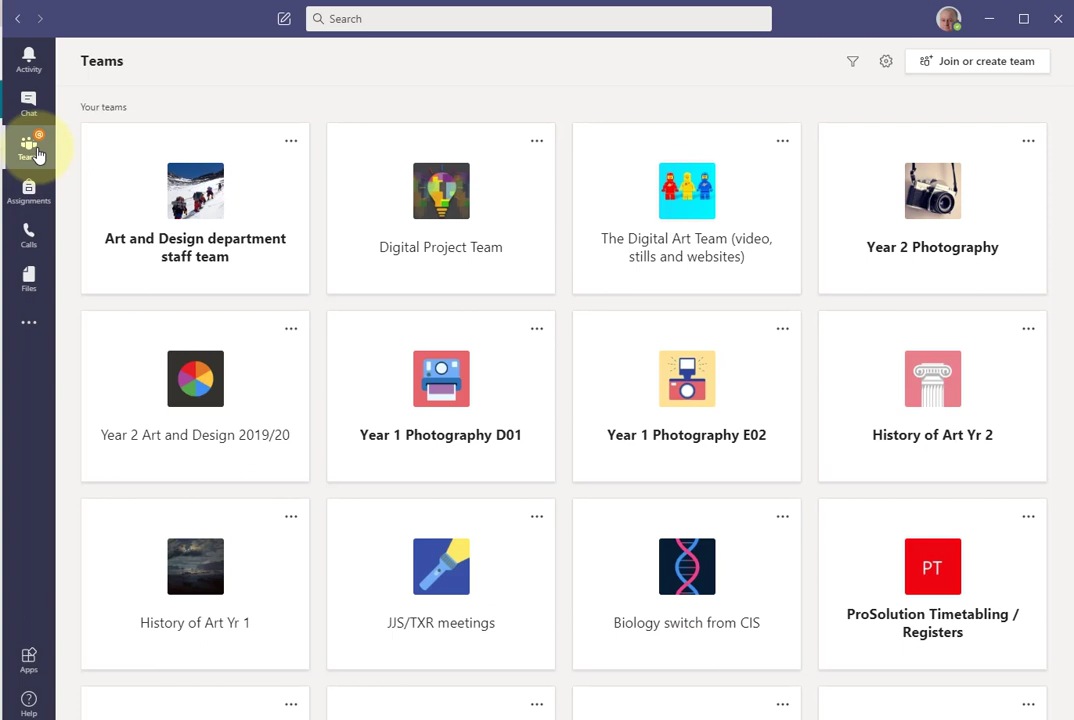 Search
Activity
Chat
Teams
Assignments
Calls
Files
Apps
Help
Teams
Join or create team
Your teams
Art and Design department
staff team
Digital Project Team
The Digital Art Team (video,
stills and websites)
Year 2 Photography
Year 2 Art and Design 2019/20
Year 1 Photography D01
Year 1 Photography E02
History of Art Yr 2
History of Art Yr 1
JJS/TXR meetings
Biology switch from CIS
PT
ProSolution Timetabling /
Registers